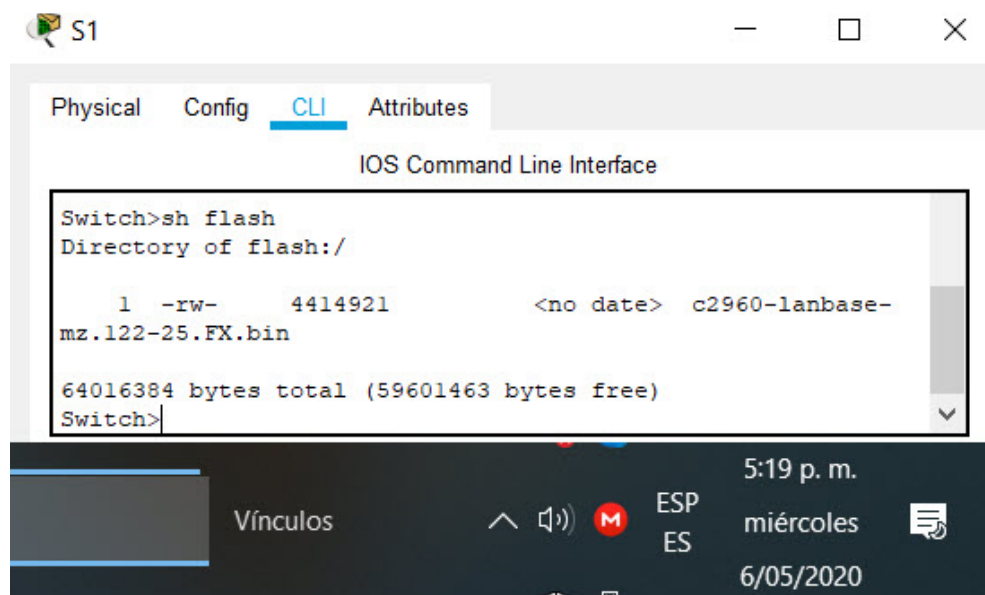 S1
Physical Config CLI Attributes
IOS Command Line Interface
Switch>sh flash
Directory of flash:/
1 -rw- 4414921 <no date> c2960-lanbase-
mz.122-25.FX.bin
64016384 bytes total (59601463 bytes free)
Switch>
5:19 p. m.
Vínculos
M
ESP
miércoles
ES
6/05/2020